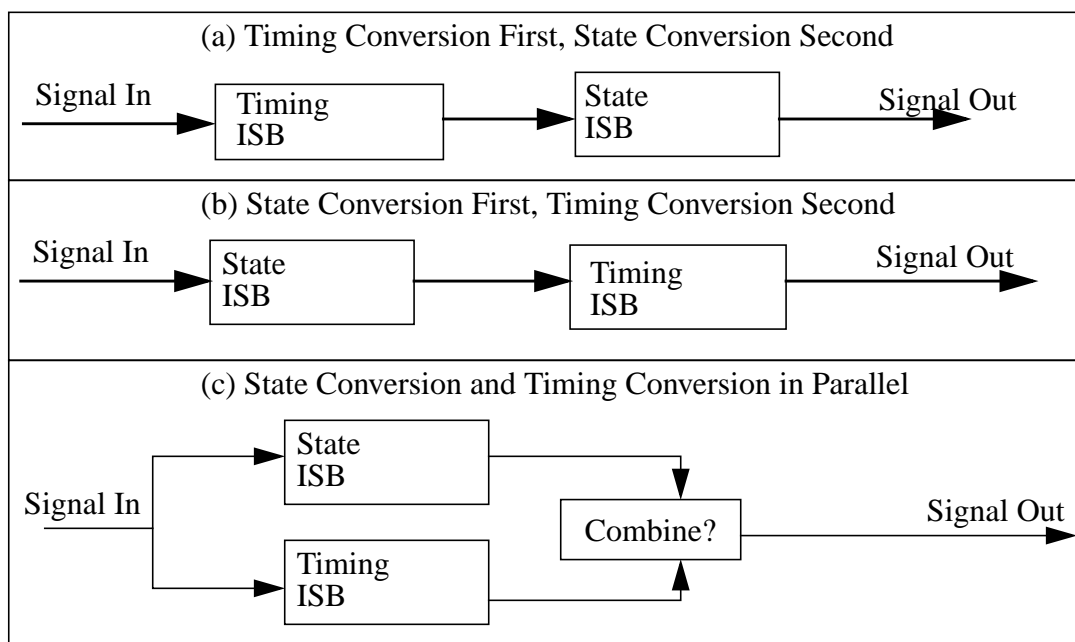 (a) Timing Conversion First, State Conversion Second
Signal In
Timing
ISB
State
ISB
Signal Out
(b) State Conversion First, Timing Conversion Second
Signal In
State
ISB
Timing
ISB
Signal Out
(c) State Conversion and Timing Conversion in Parallel
Signal In
State
ISB
Timing
ISB
Combine?
Signal Out